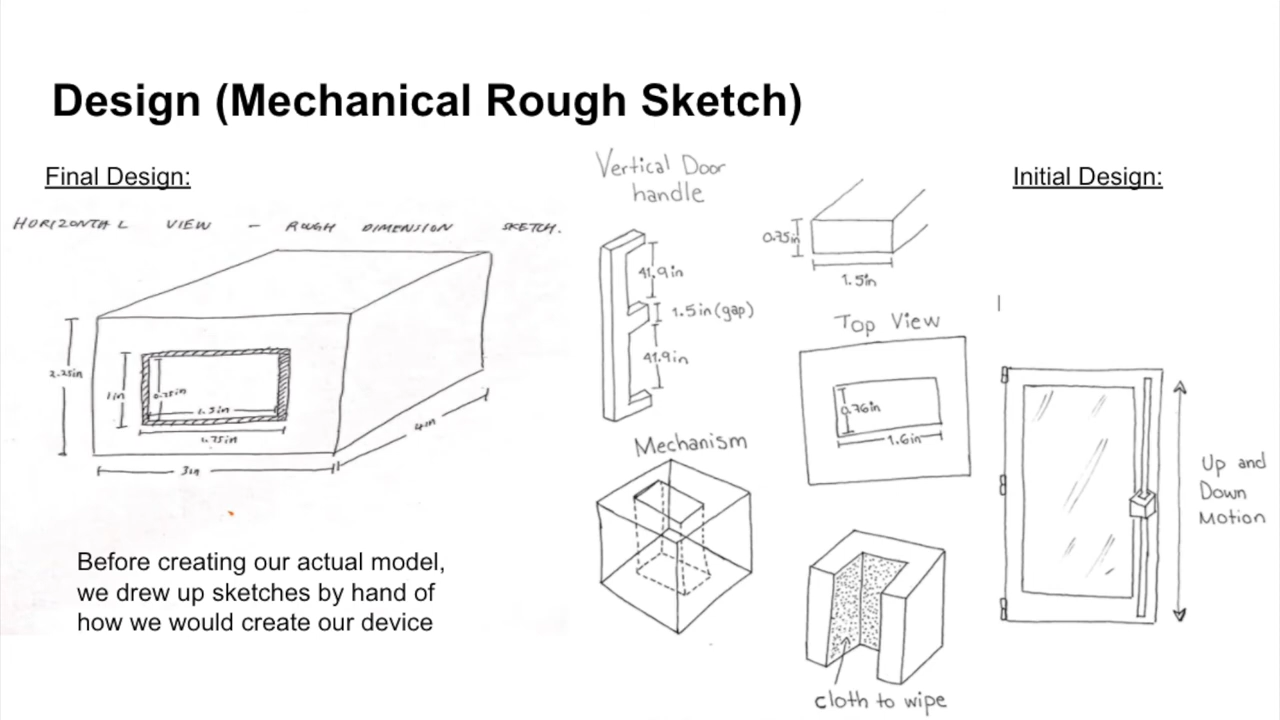 Design (Mechanical Rough Sketch)
Final Design:
HORIZONTAL VIEW - ROUGH DIMENSION SKETCH.
2.25in
1in
0.75in
1.5in
1.75in
3in
4in
Before creating our actual model,
we drew up sketches by hand of
how we would create our device
Vertical Door
handle
41.9in
1.5in (gap)
41.9in
0.75in
1.5in
Top View
0.76in
1.6in
Mechanism
cloth to wipe
Initial Design:
Up and
Down
Motion